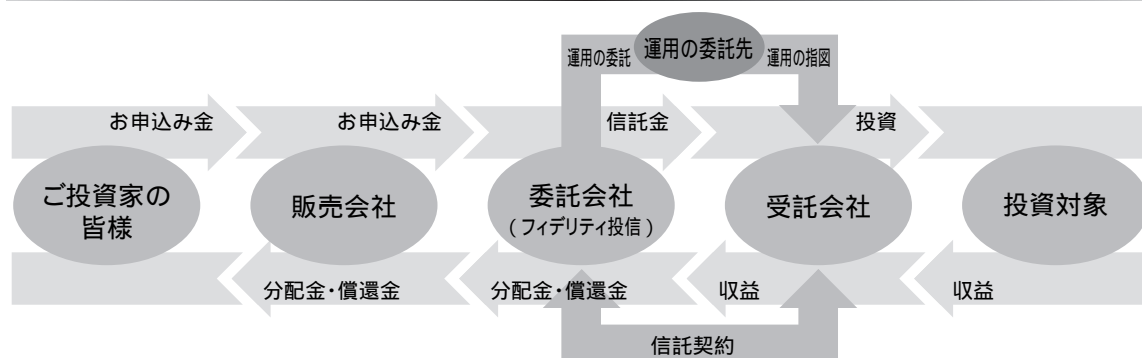 運用の委託
運用の委託先
運用の指図
お申込み金
お申込み金
信託金
投資
ご投資家の
皆様
販売会社
委託会社
(フィデリティ投信)
受託会社
投資対象
分配金・償還金
分配金・償還金
収益
収益
信託契約